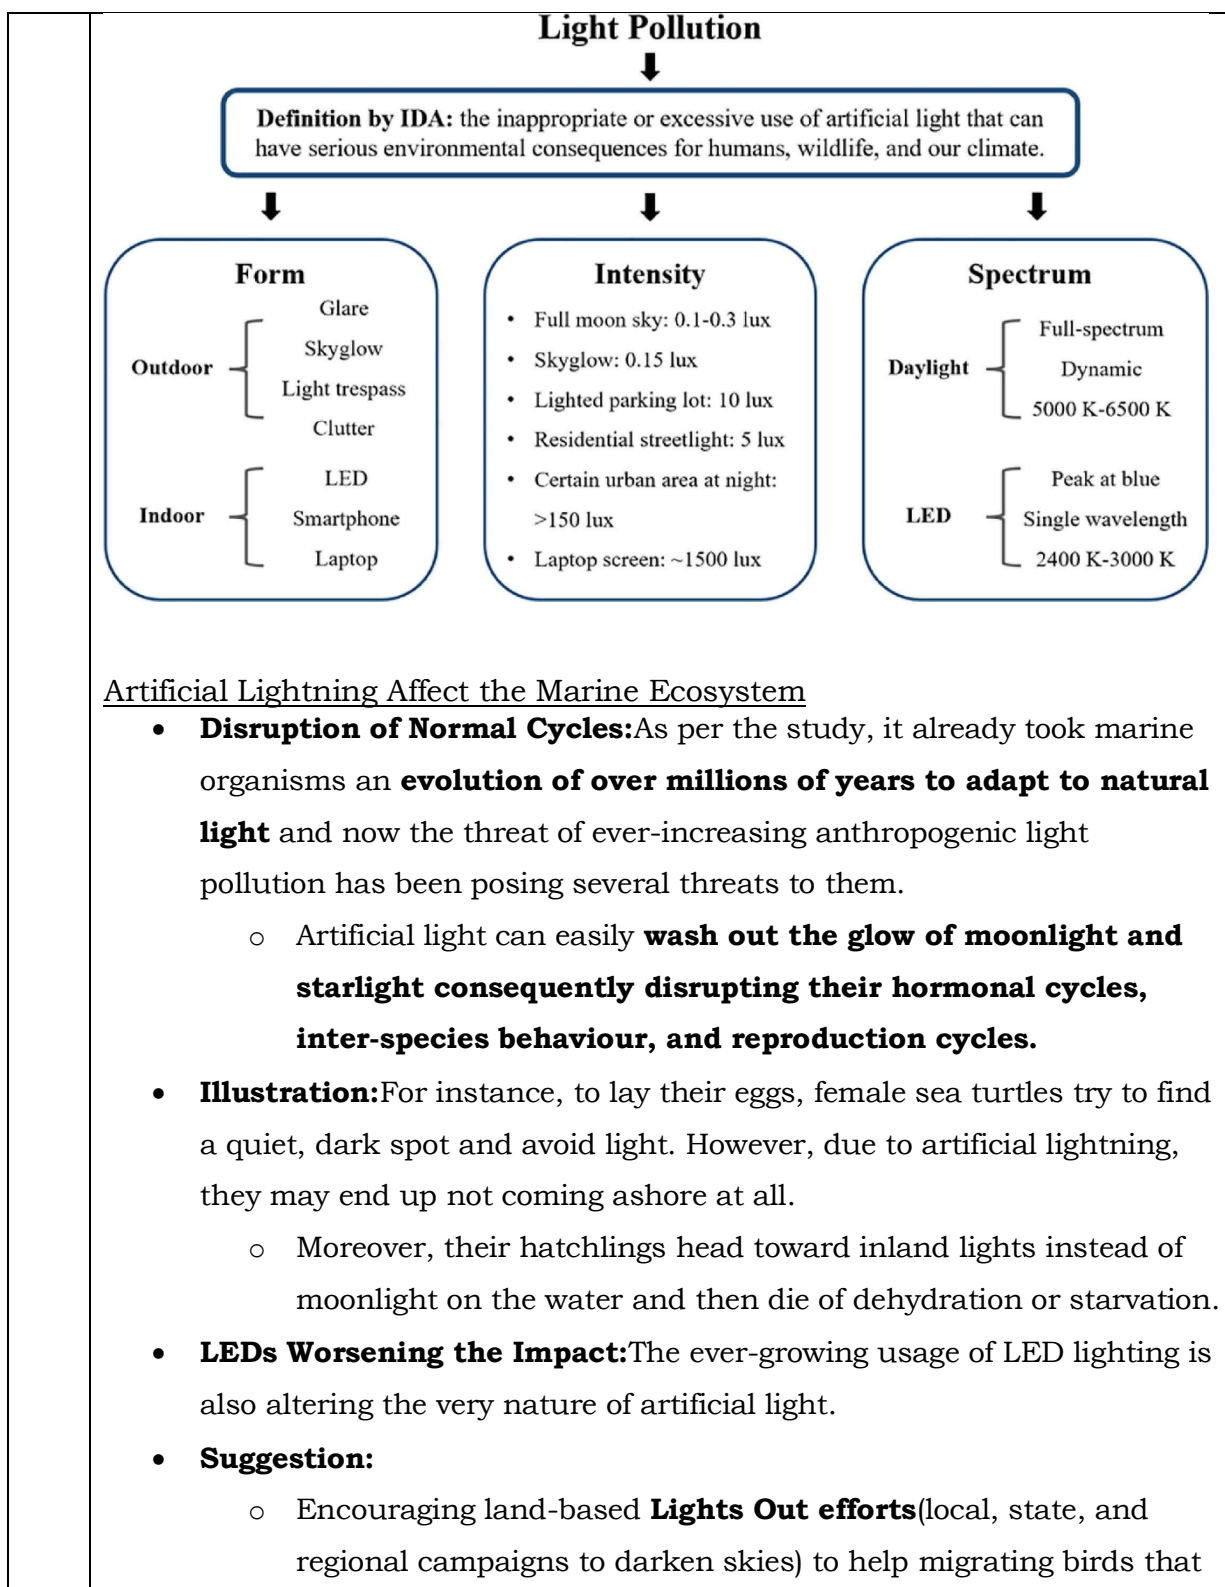 Light Pollution
Definition by IDA: the inappropriate or excessive use of artificial light that can
have serious environmental consequences for humans, wildlife, and our climate.
Form
Outdoor
Glare
Skyglow
Light trespass
Clutter
Indoor
LED
Smartphone
Laptop
Intensity
• Full moon sky: 0.1-0.3 lux
• Skyglow: 0.15 lux
• Lighted parking lot: 10 lux
• Residential streetlight: 5 lux
• Certain urban area at night:
>150 lux
• Laptop screen: ~1500 lux
Spectrum
Daylight
Full-spectrum
Dynamic
5000 K-6500 K
LED
Peak at blue
Single wavelength
2400 K-3000 K
Artificial Lightning Affect the Marine Ecosystem
• Disruption of Normal Cycles:As per the study, it already took marine
organisms an evolution of over millions of years to adapt to natural
light and now the threat of ever-increasing anthropogenic light
pollution has been posing several threats to them.
o Artificial light can easily wash out the glow of moonlight and
starlight consequently disrupting their hormonal cycles,
inter-species behaviour, and reproduction cycles.
• Illustration:For instance, to lay their eggs, female sea turtles try to find
a quiet, dark spot and avoid light. However, due to artificial lightning,
they may end up not coming ashore at all.
o Moreover, their hatchlings head toward inland lights instead of
moonlight on the water and then die of dehydration or starvation.
• LEDs Worsening the Impact:The ever-growing usage of LED lighting is
also altering the very nature of artificial light.
• Suggestion:
o Encouraging land-based Lights Out efforts(local, state, and
regional campaigns to darken skies) to help migrating birds that